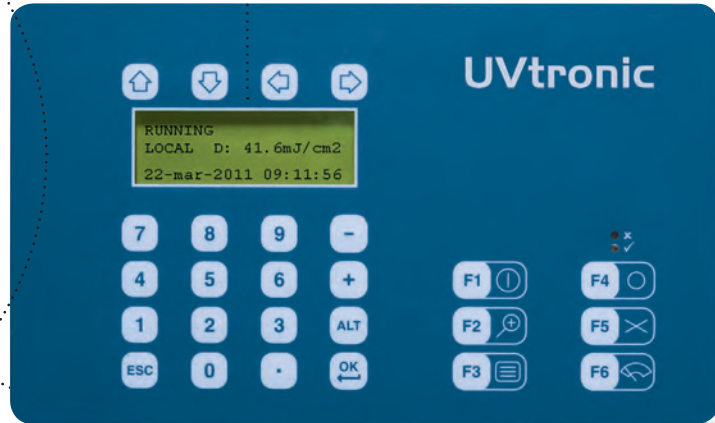 UVtronic
RUNNING
LOCAL D: 41.6mJ/cm2
22-mar-2011 09:11:56
7 8 9 -
4 5 6 + F1 F4
1 2 3 ALT F2 F5
ESC 0 . OK F3 F6